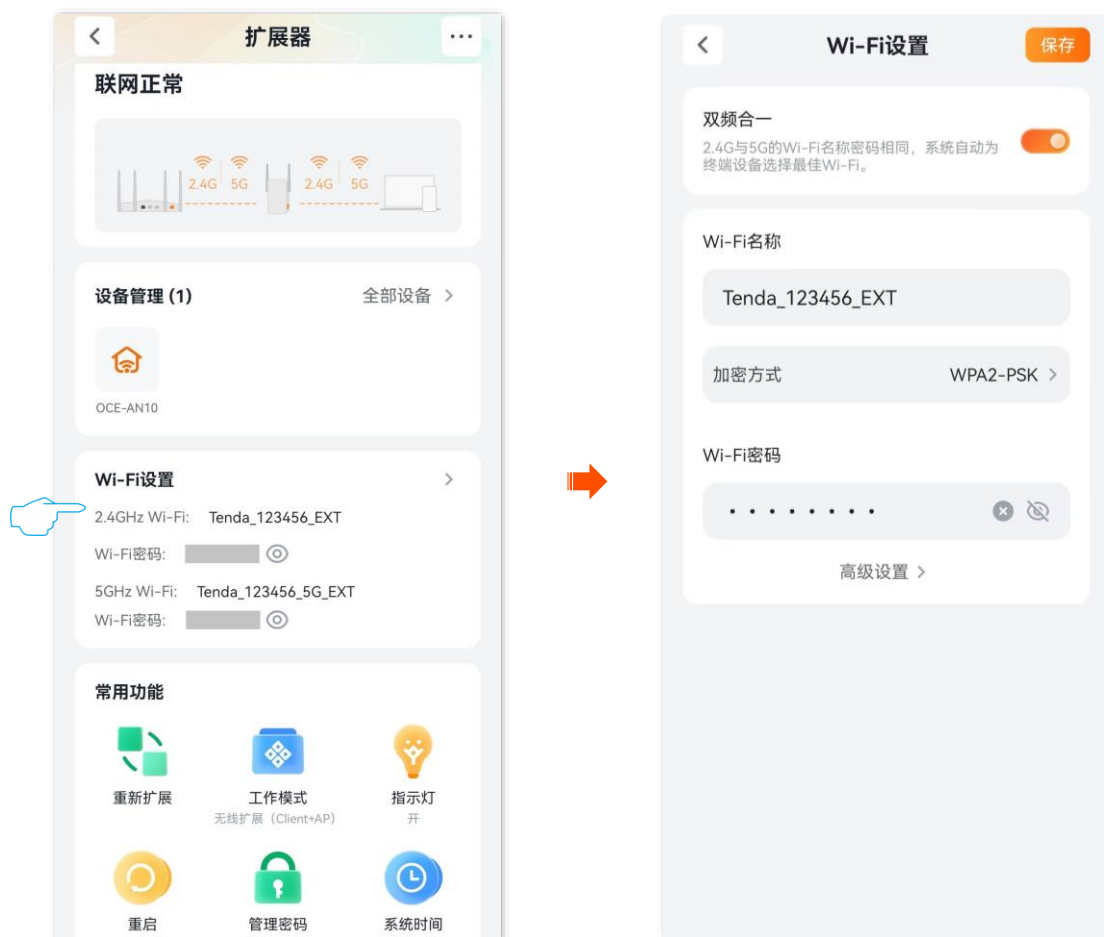 扩展器
联网正常
2.4G 5G 2.4G 5G
设备管理 (1) 全部设备
OCE-AN10
Wi-Fi设置
2.4GHz Wi-Fi: Tenda_123456_EXT
Wi-Fi密码:
5GHz Wi-Fi: Tenda_123456_5G_EXT
Wi-Fi密码:
常用功能
重新扩展 工作模式 指示灯
无线扩展（Client+AP） 开
重启 管理密码 系统时间
Wi-Fi设置 保存
双频合一
2.4G与5G的Wi-Fi名称密码相同，系统自动为
终端设备选择最佳Wi-Fi。
Wi-Fi名称
Tenda_123456_EXT
加密方式 WPA2-PSK
Wi-Fi密码
高级设置